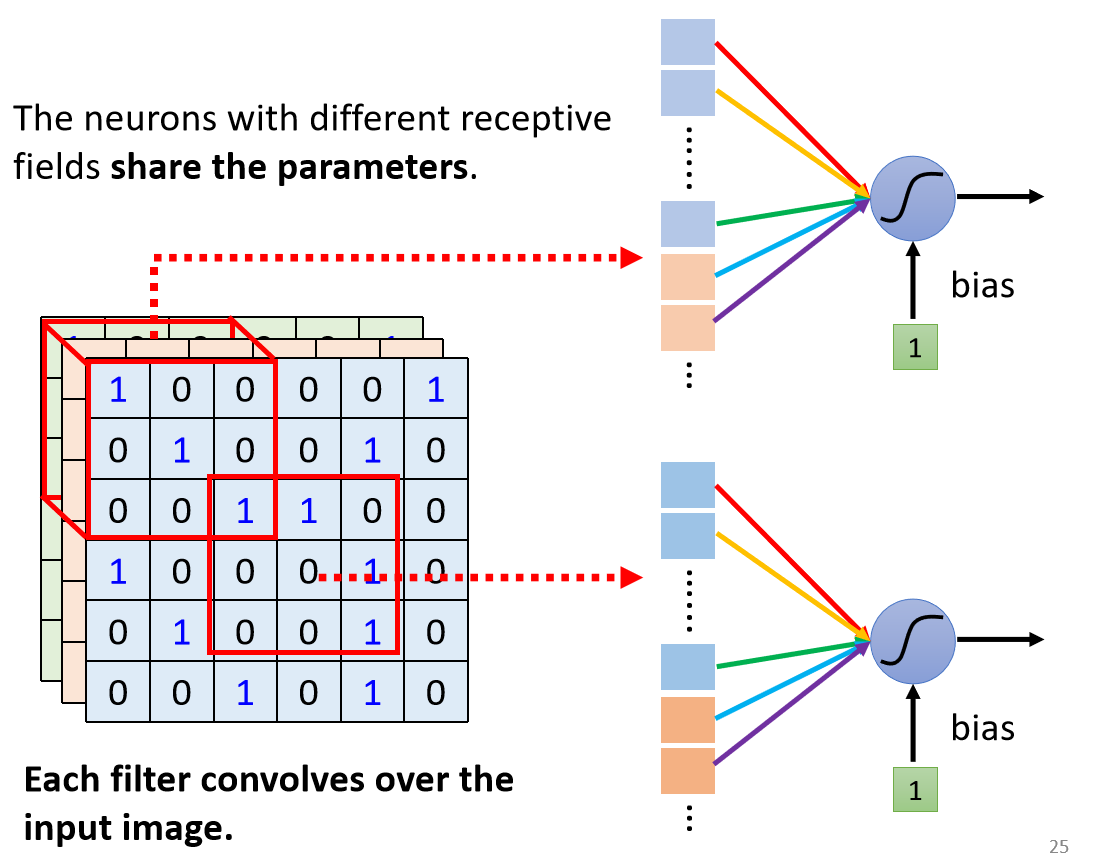 The neurons with different receptive
fields share the parameters.
bias
1
1 0 0 0 0 1
0 1 0 0 1 0
0 0 1 1 0 0
1 0 0 0 1 0
0 1 0 0 1 0
0 0 1 0 1 0
bias
1
Each filter convolves over the
input image.
25